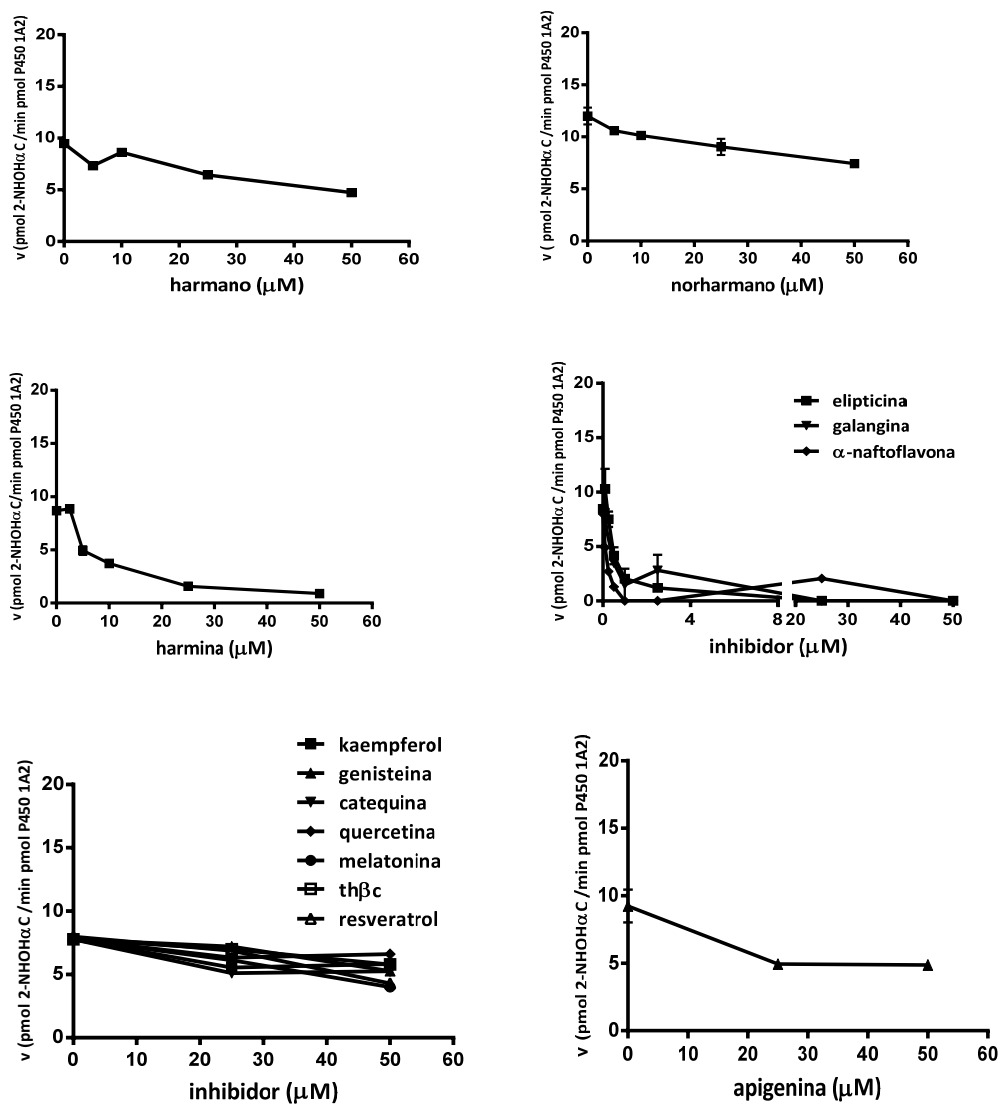 v (pmol 2-NHOHαC /min pmol P450 1A2)
20
15
10
5
0
0 10 20 30 40 50 60
harmano (μM)
v ( pmol 2-NHOHαC /min pmol P450 1A2)
20
15
10
5
0
0 10 20 30 40 50 60
norharmano (μM)
v (pmol 2-NHOHαC/min pmol P450 1A2)
20
15
10
5
0
0 10 20 30 40 50 60
harmina (μM)
v (pmol 2-NHOHαC /min pmol P450 1A2)
20
15
10
5
0
0 4 8 20 30 40 50
inhibidor (μM)
elipticina
galangina
α-naftoflavona
v (pmol 2-NHOHαC /min pmol P450 1A2)
20
15
10
5
0
0 10 20 30 40 50 60
inhibidor (μM)
kaempferol
genisteina
catequina
quercetina
melatonina
thβc
resveratrol
v (pmol 2-NHOHαC /min pmol P450 1A2)
20
15
10
5
0
0 10 20 30 40 50 60
apigenina (μM)